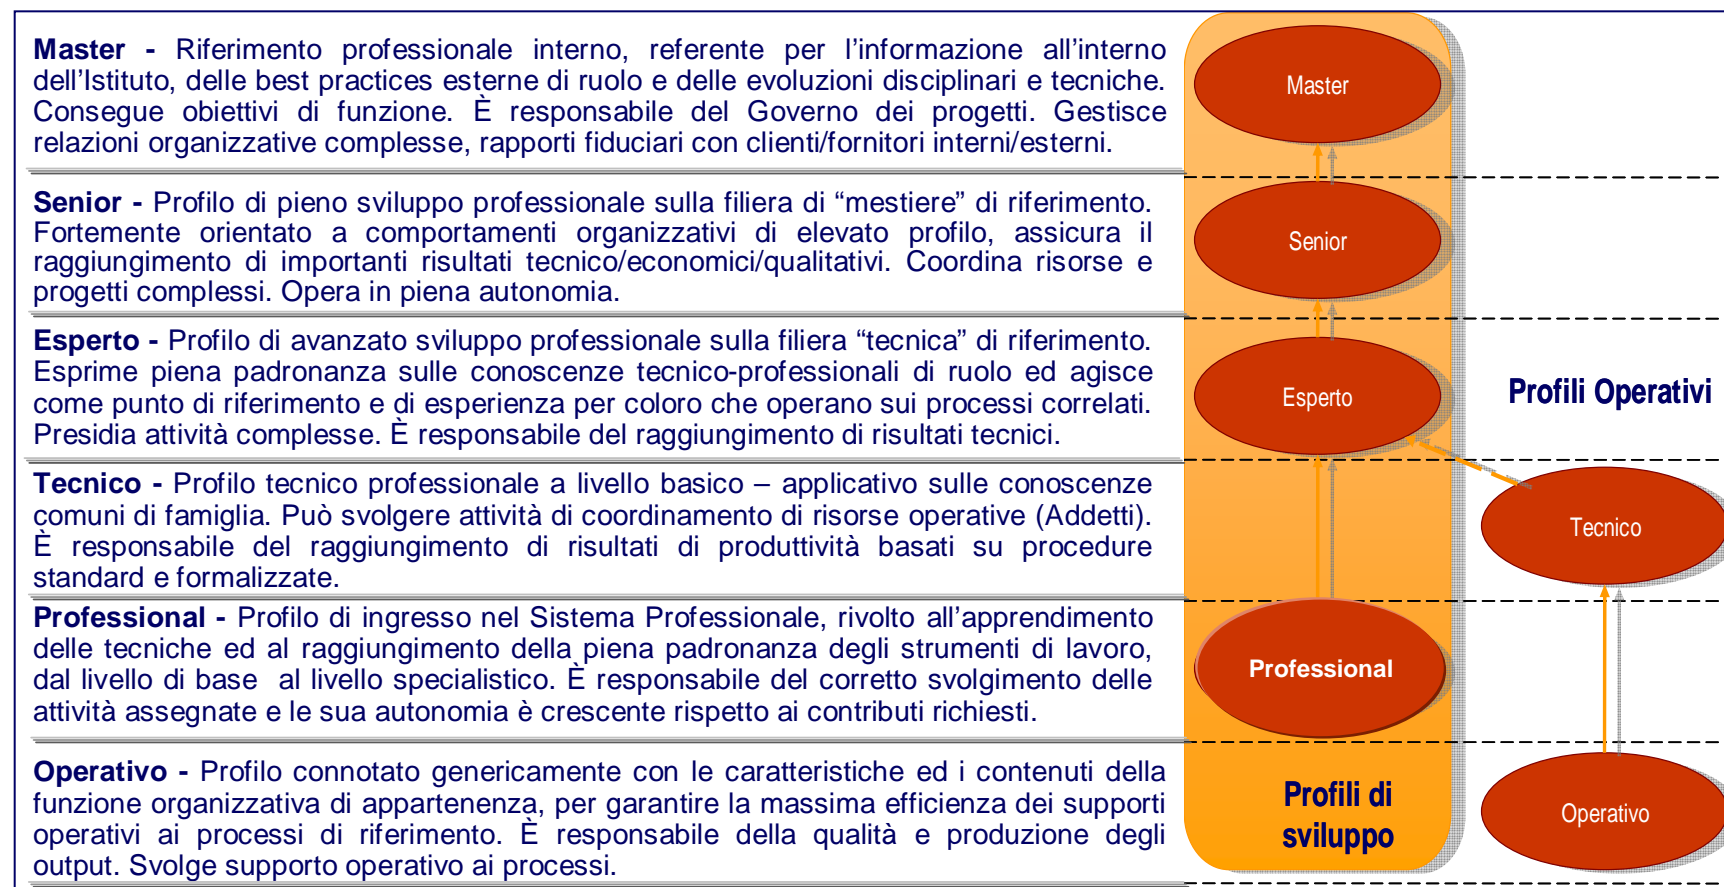 Master - Riferimento professionale interno, referente per l’informazione all’interno
dell’Istituto, delle best practices esterne di ruolo e delle evoluzioni disciplinari e tecniche.
Consegue obiettivi di funzione. È responsabile del Governo dei progetti. Gestisce
relazioni organizzative complesse, rapporti fiduciari con clienti/fornitori interni/esterni.
Master
Senior - Profilo di pieno sviluppo professionale sulla filiera di “mestiere” di riferimento.
Fortemente orientato a comportamenti organizzativi di elevato profilo, assicura il
raggiungimento di importanti risultati tecnico/economici/qualitativi. Coordina risorse e
progetti complessi. Opera in piena autonomia.
Senior
Esperto - Profilo di avanzato sviluppo professionale sulla filiera “tecnica” di riferimento.
Esprime piena padronanza sulle conoscenze tecnico-professionali di ruolo ed agisce
come punto di riferimento e di esperienza per coloro che operano sui processi correlati.
Presidia attività complesse. È responsabile del raggiungimento di risultati tecnici.
Esperto
Profili Operativi
Tecnico - Profilo tecnico professionale a livello basico – applicativo sulle conoscenze
comuni di famiglia. Può svolgere attività di coordinamento di risorse operative (Addetti).
È responsabile del raggiungimento di risultati di produttività basati su procedure
standard e formalizzate.
Tecnico
Professional - Profilo di ingresso nel Sistema Professionale, rivolto all’apprendimento
delle tecniche ed al raggiungimento della piena padronanza degli strumenti di lavoro,
dal livello di base al livello specialistico. È responsabile del corretto svolgimento delle
attività assegnate e le sua autonomia è crescente rispetto ai contributi richiesti.
Professional
Operativo - Profilo connotato genericamente con le caratteristiche ed i contenuti della
funzione organizzativa di appartenenza, per garantire la massima efficienza dei supporti
operativi ai processi di riferimento. È responsabile della qualità e produzione degli
output. Svolge supporto operativo ai processi.
Profili di
sviluppo
Operativo